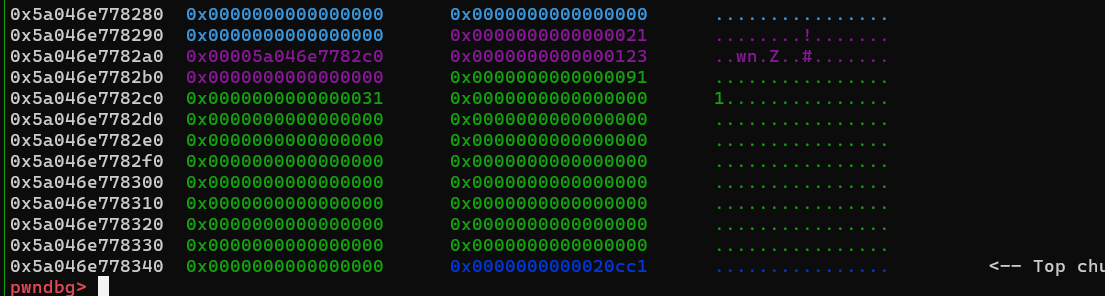 0x5a046e778280 0x0000000000000000 0x0000000000000000 ................
0x5a046e778290 0x0000000000000000 0x0000000000000021 ........!.......
0x5a046e7782a0 0x00005a046e7782c0 0x0000000000000123 ..wn.Z..#.......
0x5a046e7782b0 0x0000000000000000 0x0000000000000091 ................
0x5a046e7782c0 0x0000000000000031 0x0000000000000000 1...............
0x5a046e7782d0 0x0000000000000000 0x0000000000000000 ................
0x5a046e7782e0 0x0000000000000000 0x0000000000000000 ................
0x5a046e7782f0 0x0000000000000000 0x0000000000000000 ................
0x5a046e778300 0x0000000000000000 0x0000000000000000 ................
0x5a046e778310 0x0000000000000000 0x0000000000000000 ................
0x5a046e778320 0x0000000000000000 0x0000000000000000 ................
0x5a046e778330 0x0000000000000000 0x0000000000000000 ................
0x5a046e778340 0x0000000000000000 0x0000000000020cc1 ................ <-- Top chu
pwndbg>